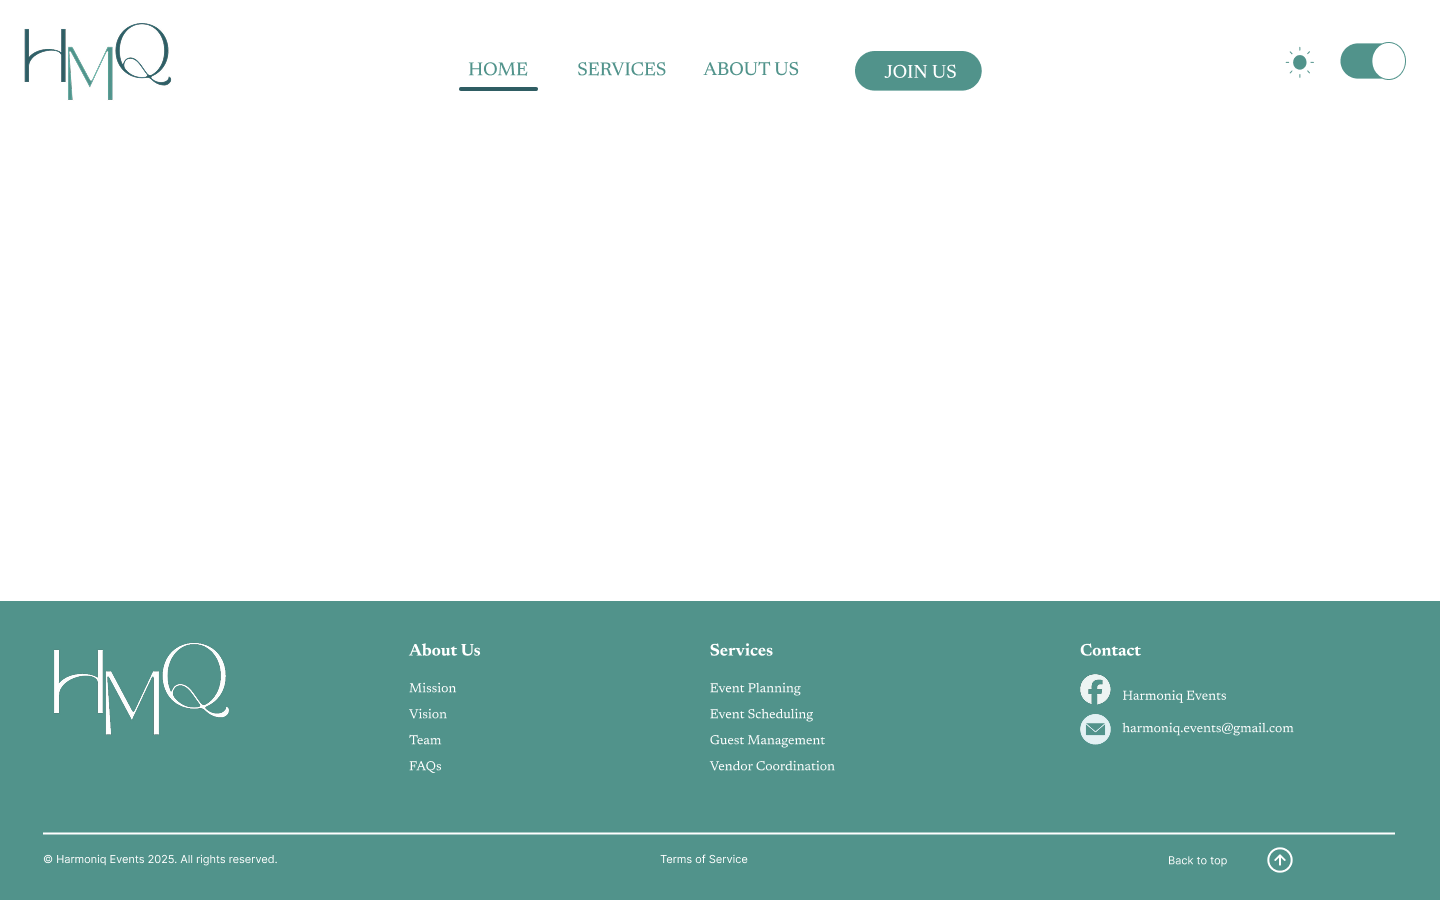 HMQ
HOME
SERVICES
ABOUT US
JOIN US
HMQ
About Us
Mission
Vision
Team
FAQs
Services
Event Planning
Event Scheduling
Guest Management
Vendor Coordination
Contact
Harmoniq Events
harmoniq.events@gmail.com
© Harmoniq Events 2025. All rights reserved.
Terms of Service
Back to top